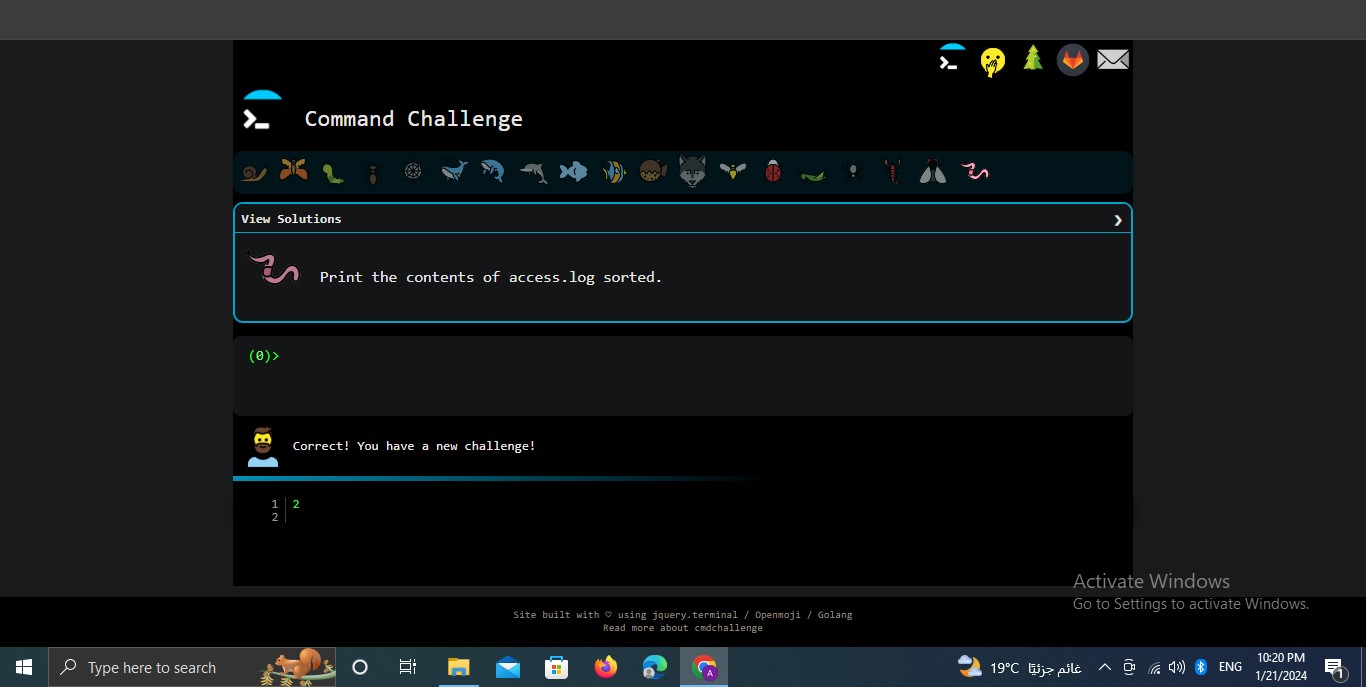 Command Challenge
View Solutions
Print the contents of access.log sorted.
(0)>
Correct! You have a new challenge!
1 2
2
Activate Windows
Go to Settings to activate Windows.
Site built with ♡ using jquery.terminal / Openmoji / Golang
Read more about cmdchallenge
Type here to search
A
19°C غائم جزئيًا
ENG
10:20 PM
1/21/2024
1